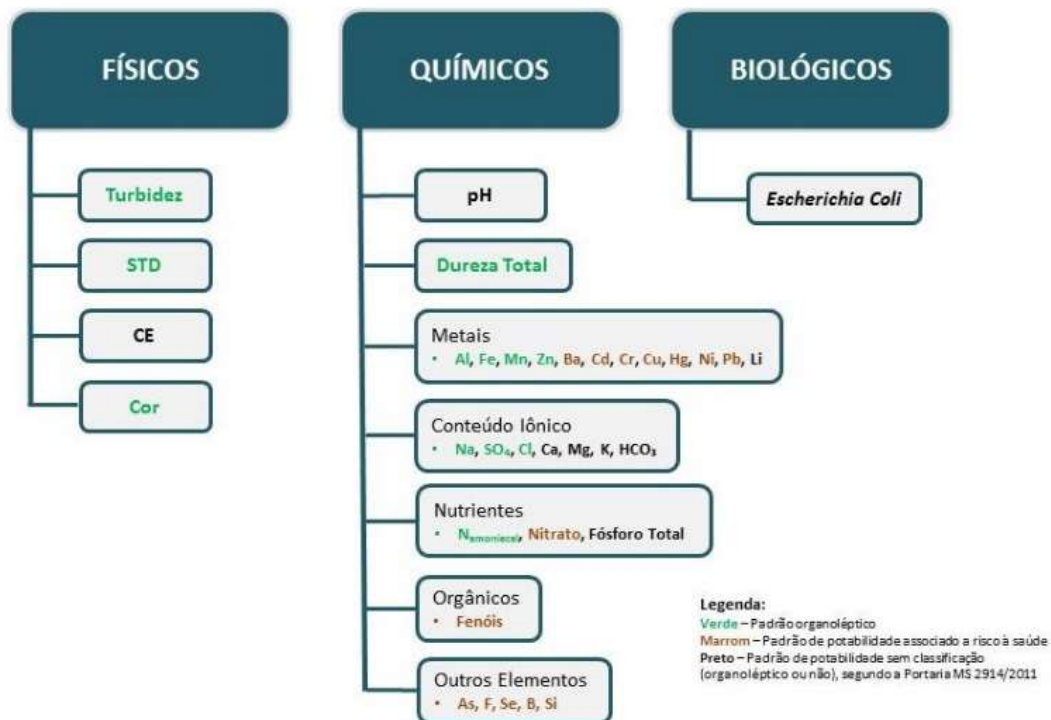 FÍSICOS
Turbidez
STD
CE
Cor
QUÍMICOS
pH
Dureza Total
Metais
• Al, Fe, Mn, Zn, Ba, Cd, Cr, Cu, Hg, Ni, Pb, Li
Conteúdo Iônico
• Na, SO₄, Cl, Ca, Mg, K, HCO₃
Nutrientes
• Namoniacal, Nitrato, Fósforo Total
Orgânicos
• Fenóis
Outros Elementos
• As, F, Se, B, Si
BIOLÓGICOS
Escherichia Coli
Legenda:
Verde – Padrão organoléptico
Marrom – Padrão de potabilidade associado a risco à saúde
Preto – Padrão de potabilidade sem classificação
(organoléptico ou não), segundo a Portaria MS 2914/2011